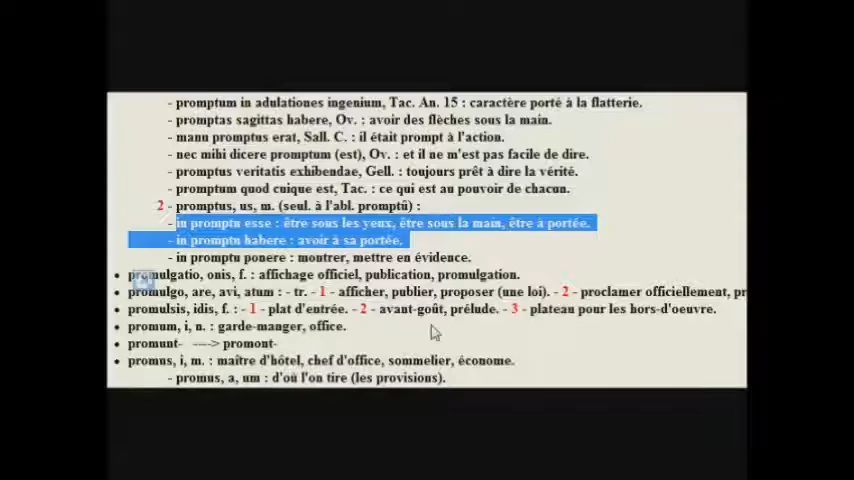 - promptum in adulationes ingenium, Tac. An. 15 : caractère porté à la flatterie.
- promptas sagittas habere, Ov. : avoir des flèches sous la main.
- manu promptus erat, Sall. C. : il était prompt à l'action.
- nec mihi dicere promptum (est), Ov. : et il ne m'est pas facile de dire.
- promptus veritatis exhibendae, Gell. : toujours prêt à dire la vérité.
- promptum quod cuique est, Tac. : ce qui est au pouvoir de chacun.
2 - promptus, us, m. (seul. à l'abl. promptū) :
- in promptu esse : être sous les yeux, être sous la main, être à portée.
- in promptu habere : avoir à sa portée.
- in promptu ponere : montrer, mettre en évidence.
• promulgatio, onis, f. : affichage officiel, publication, promulgation.
• promulgo, are, avi, atum : - tr. - 1 - afficher, publier, proposer (une loi). - 2 - proclamer officiellement, pr
• promulsis, idis, f. : - 1 - plat d'entrée. - 2 - avant-goût, prélude. - 3 - plateau pour les hors-d'oeuvre.
• promum, i, n. : garde-manger, office.
• promunt- ----> promont-
• promus, i, m. : maître d'hôtel, chef d'office, sommelier, économe.
- promus, a, um : d'où l'on tire (les provisions).